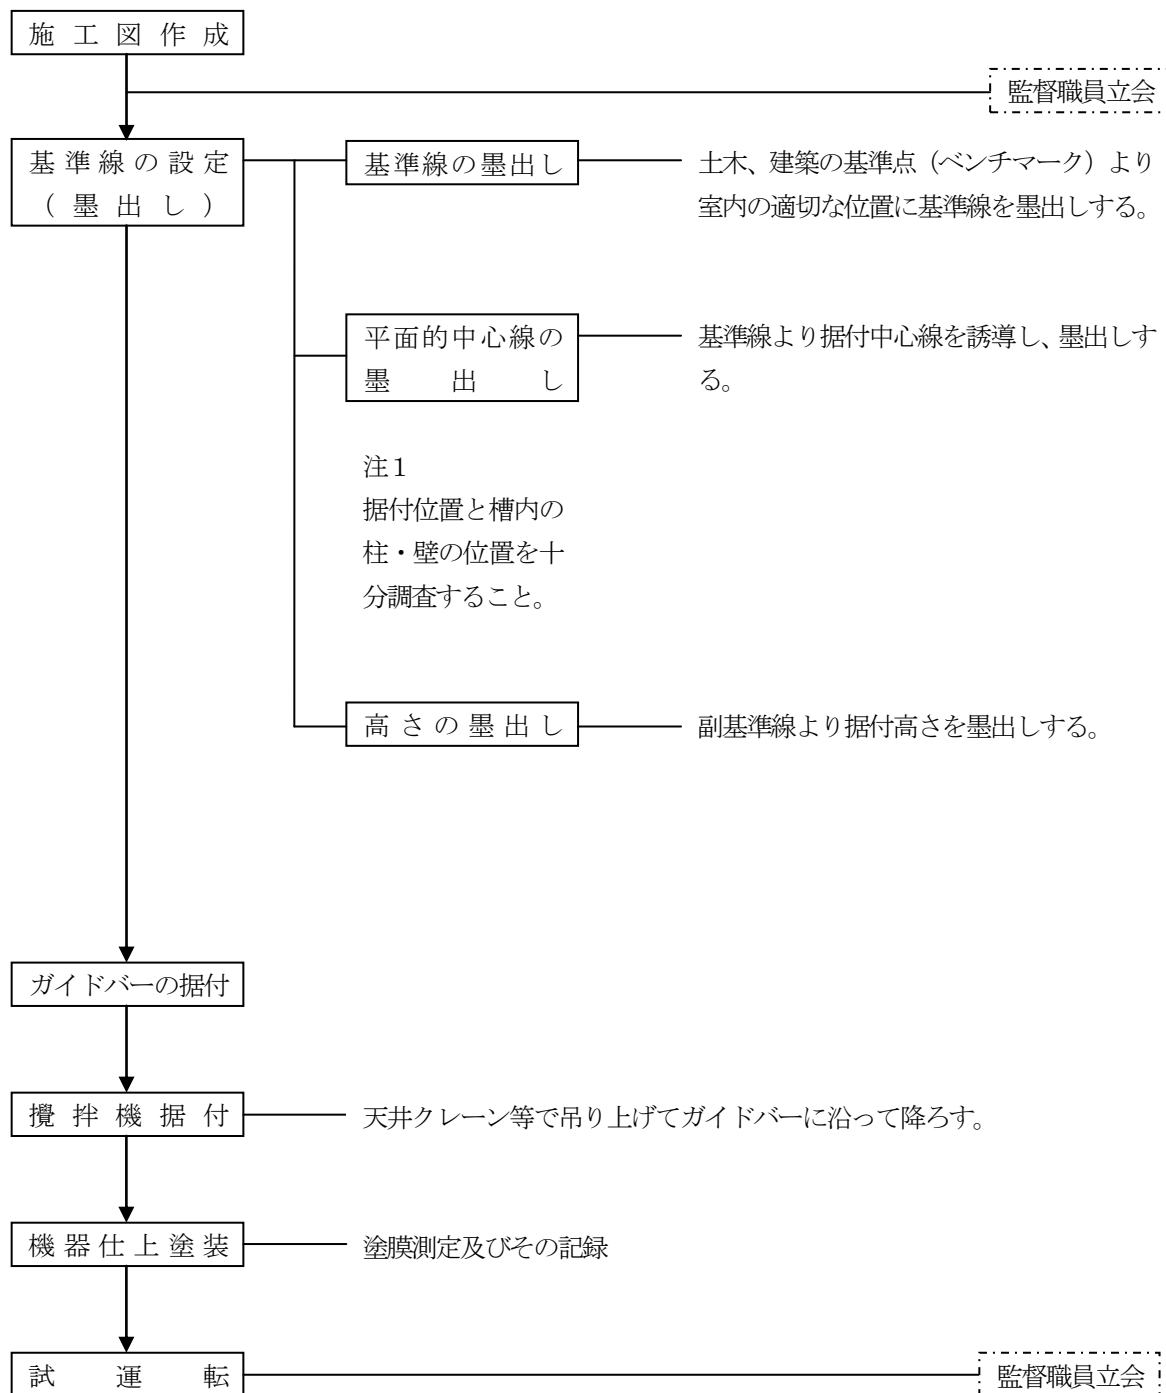 施工図作成
監督職員立会
基準線の設定
(墨出し)
基準線の墨出し
土木、建築の基準点（ベンチマーク）より
室内の適切な位置に基準線を墨出しする。
平面的中心線の
墨出し
基準線より据付中心線を誘導し、墨出しす
る。
注１
据付位置と槽内の
柱・壁の位置を十
分調査すること。
高さの墨出し
副基準線より据付高さを墨出しする。
ガイドバーの据付
攪拌機据付
天井クレーン等で吊り上げてガイドバーに沿って降ろす。
機器仕上塗装
塗膜測定及びその記録
試運転
監督職員立会